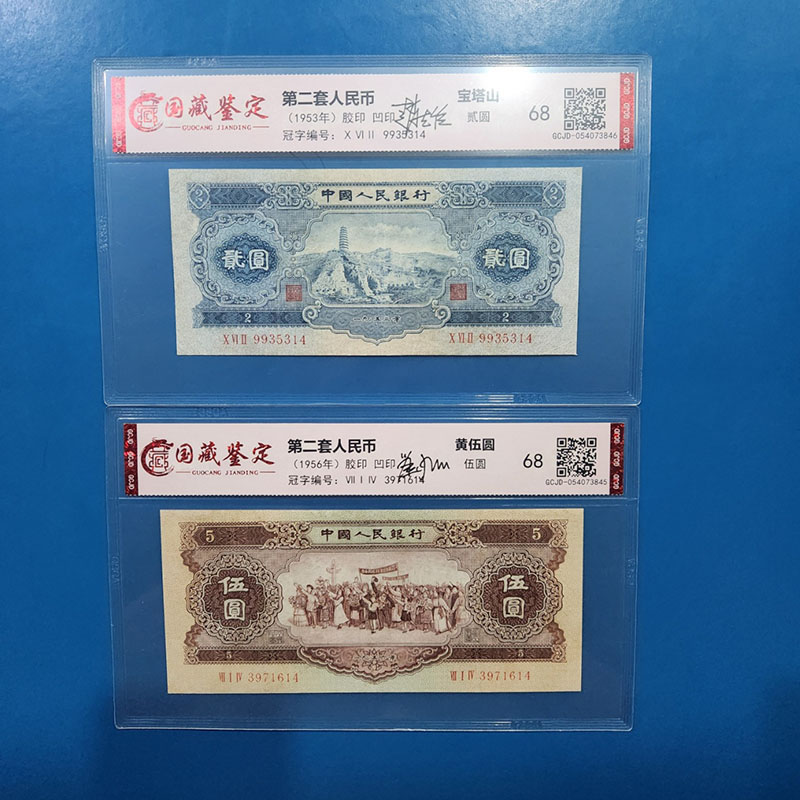 国藏鉴定
GUOCANG JIANDING
第二套人民币
(1953年) 胶印 凹印
冠字编号: X VI II 9935314
宝塔山
贰圆
68
GCJD-054073846
中國人民銀行
貳圓
貳圓
2
2
X VI II 9935314
X VI II 9935314
国藏鉴定
GUOCANG JIANDING
第二套人民币
(1956年) 胶印 凹印
冠字编号: VII I IV 3971614
黄伍圆
伍圆
68
GCJD-054073845
5
中國人民銀行
5
伍圓
伍圓
5
5
VII I IV 3971614
VII I IV 3971614